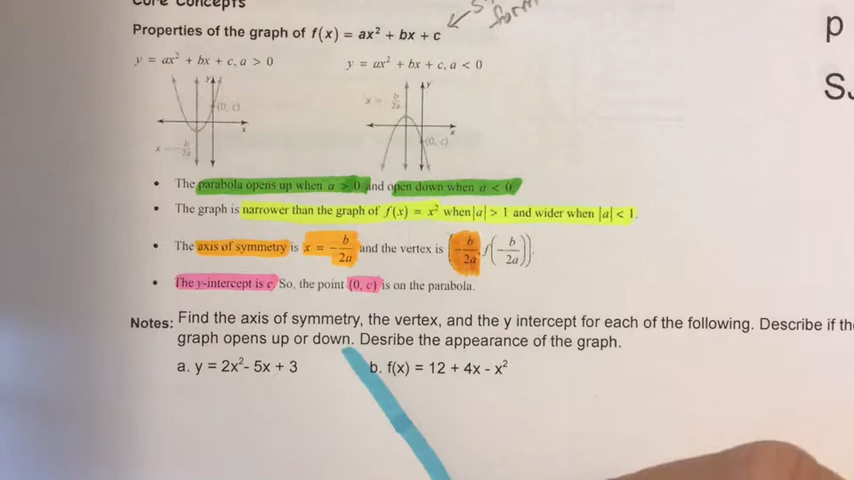 Core Concepts
Properties of the graph of f(x) = ax² + bx + c
form
y = ax² + bx + c, a > 0
y = ax² + bx + c, a < 0
y
(0, c)
x
x = -b/2a
y
x = -b/2a
(0, c)
x
• The parabola opens up when a > 0 and open down when a < 0.
• The graph is narrower than the graph of f(x) = x² when |a| > 1 and wider when |a| < 1.
• The axis of symmetry is x = -b/2a and the vertex is (-b/2a, f(-b/2a)).
• The y-intercept is c. So, the point (0, c) is on the parabola.
Notes: Find the axis of symmetry, the vertex, and the y intercept for each of the following. Describe if the
graph opens up or down. Desribe the appearance of the graph.
a. y = 2x² - 5x + 3
b. f(x) = 12 + 4x - x²
p